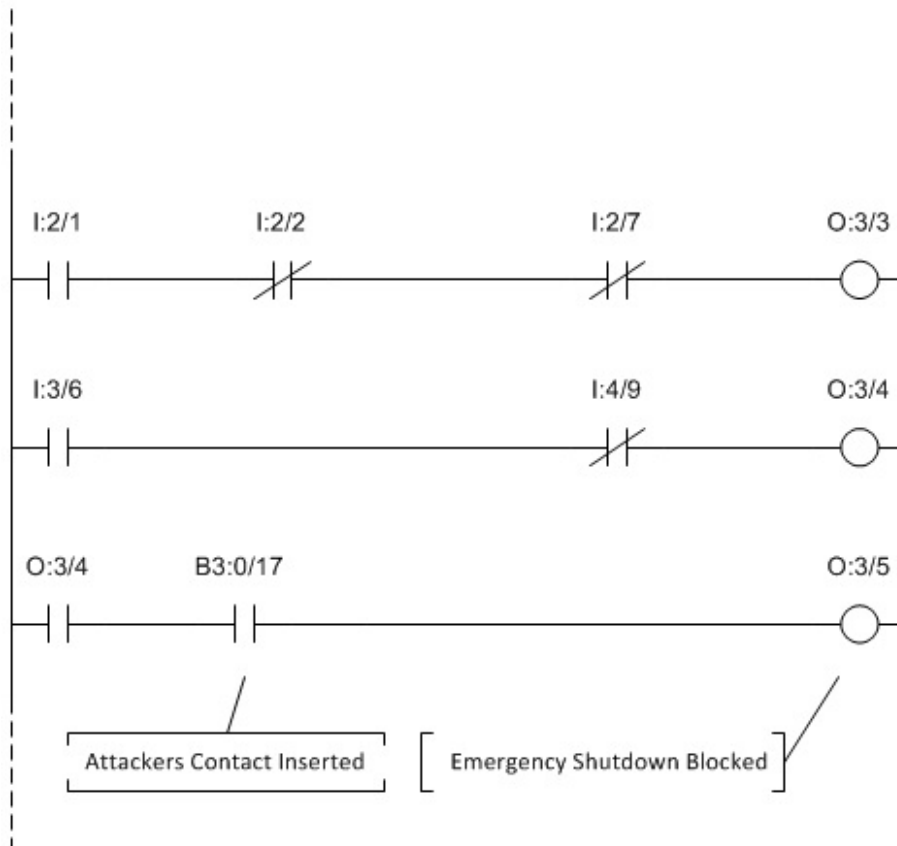 I:2/1 I:2/2 I:2/7 O:3/3
I:3/6 I:4/9 O:3/4
O:3/4 B3:0/17 O:3/5
Attackers Contact Inserted Emergency Shutdown Blocked